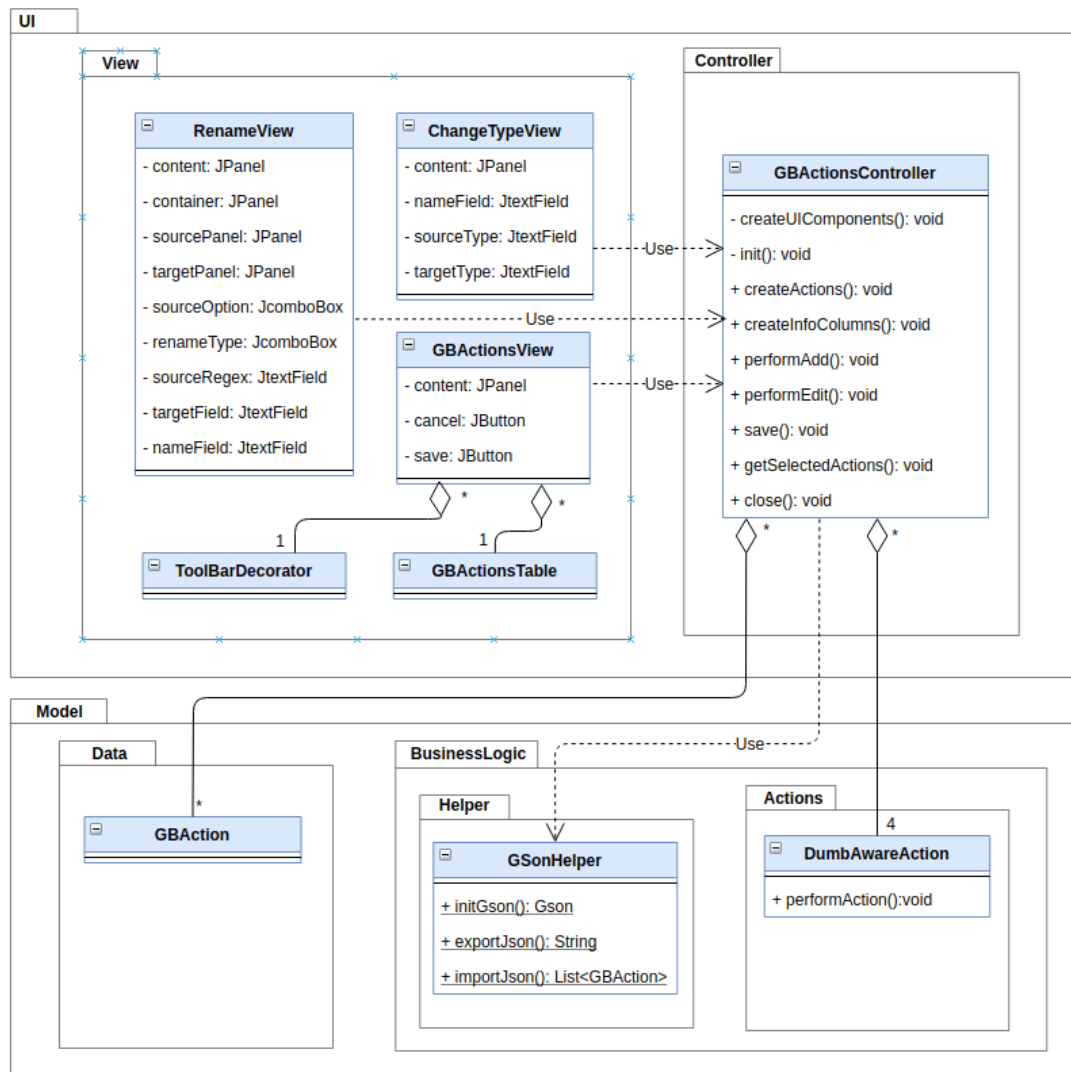 UI
View
RenameView
- content: JPanel
- container: JPanel
- sourcePanel: JPanel
- targetPanel: JPanel
- sourceOption: JcomboBox
- renameType: JcomboBox
- sourceRegex: JtextField
- targetField: JtextField
- nameField: JtextField
ChangeTypeView
- content: JPanel
- nameField: JtextField
- sourceType: JtextField
- targetType: JtextField
Use
Use
GBActionsView
- content: JPanel
- cancel: JButton
- save: JButton
Use
*
*
1
1
ToolBarDecorator
GBActionsTable
Controller
GBActionsController
- createUIComponents(): void
- init(): void
+ createActions(): void
+ createInfoColumns(): void
+ performAdd(): void
+ performEdit(): void
+ save(): void
+ getSelectedActions(): void
+ close(): void
*
*
Model
Data
*
GBAction
Use
BusinessLogic
Helper
GSonHelper
+ initGson(): Gson
+ exportJson(): String
+ importJson(): List<GBAction>
Actions
4
DumbAwareAction
+ performAction():void